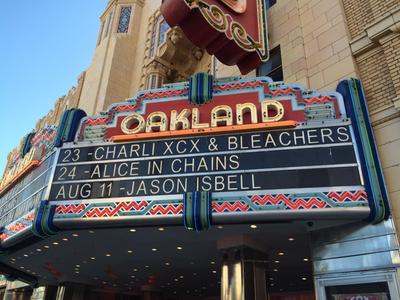 OAKLAND
23 - CHARLI XCX & BLEACHERS
24 - ALICE IN CHAINS
AUG 11 - JASON ISBELL